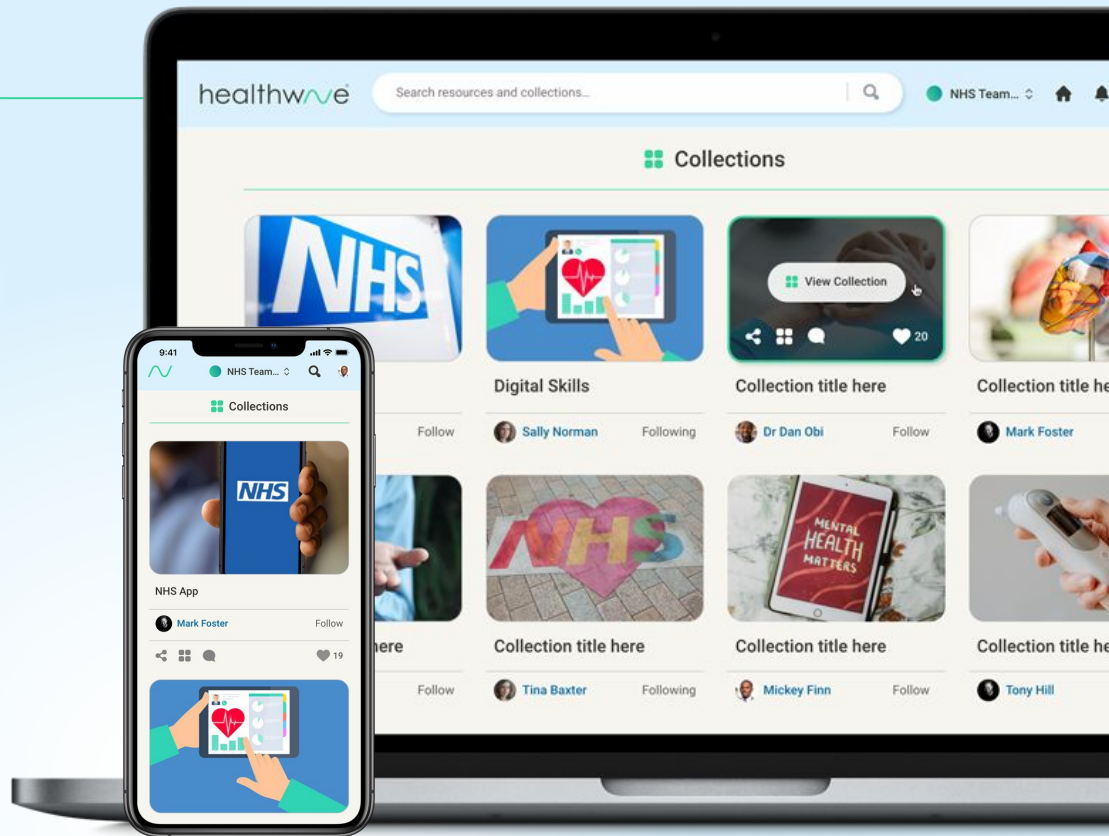 healthwave
Search resources and collections...
NHS Team...
Collections
NHS
View Collection
20
Digital Skills
Collection title here
Collection title he
Follow
Sally Norman
Following
Dr Dan Obi
Follow
Mark Foster
NHS
MENTAL
HEALTH
MATTERS
here
Collection title here
Collection title here
Collection title he
Follow
Tina Baxter
Following
Mickey Finn
Follow
Tony Hill
9:41
NHS Team...
Collections
NHS
NHS App
Mark Foster
Follow
19